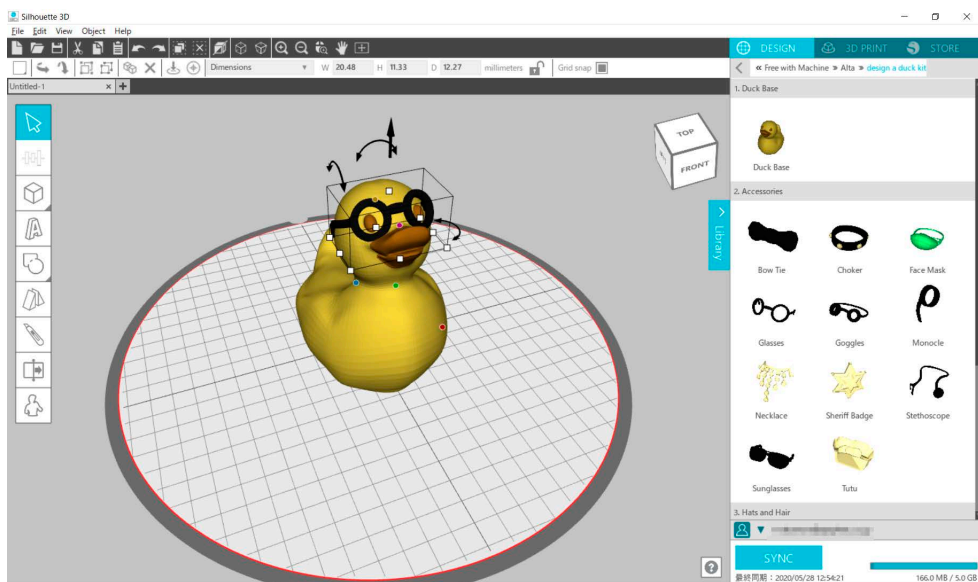 Silhouette 3D
File Edit View Object Help
DESIGN 3D PRINT STORE
Dimensions W 20.48 H 11.33 D 12.27 millimeters Grid snap
« Free with Machine » Alta » design a duck kit
Untitled-1
1. Duck Base
Duck Base
2. Accessories
Bow Tie Choker Face Mask
Glasses Goggles Monocle
Necklace Sheriff Badge Stethoscope
Sunglasses Tutu
3. Hats and Hair
TOP
FRONT
Library
SYNC
最終同期：2020/05/28 12:54:21 166.0 MB / 5.0 GB